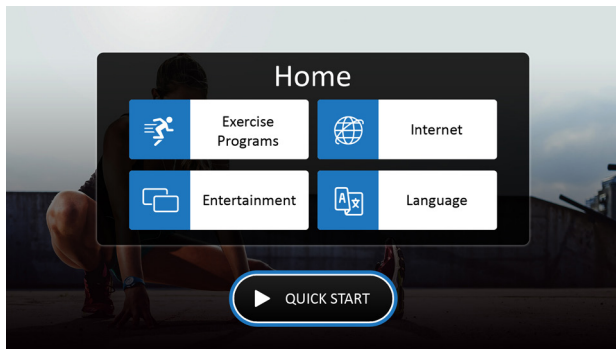 Home
Exercise
Programs
Internet
Entertainment
Language
A
QUICK START